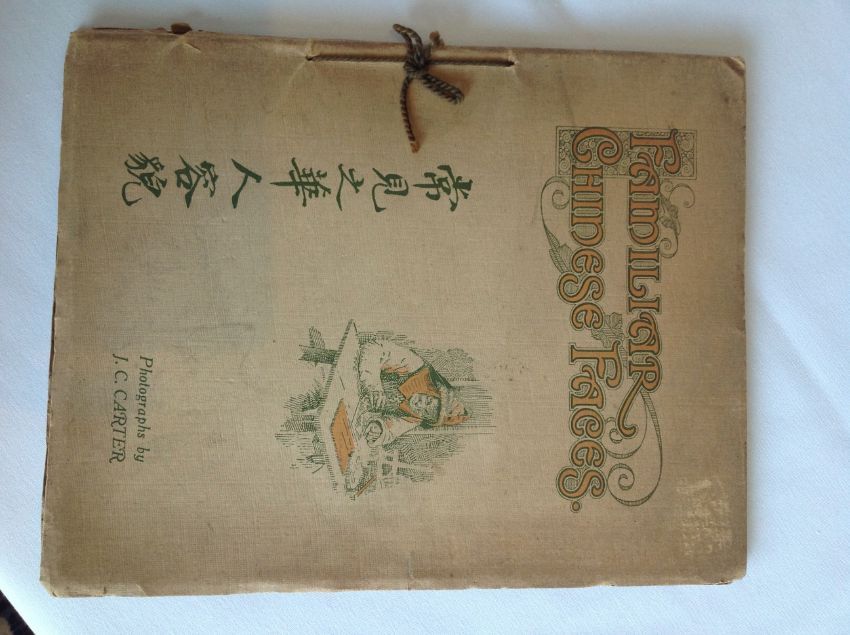 FAMILIAR
CHINESE FACES.
常見之華人容貌
Photographs by
J. C. CARTER